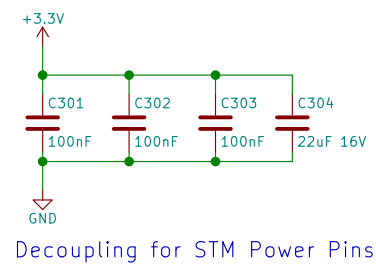 +3.3V
C301 C302 C303 C304
100nF 100nF 100nF 22uF 16V
GND
Decoupling for STM Power Pins